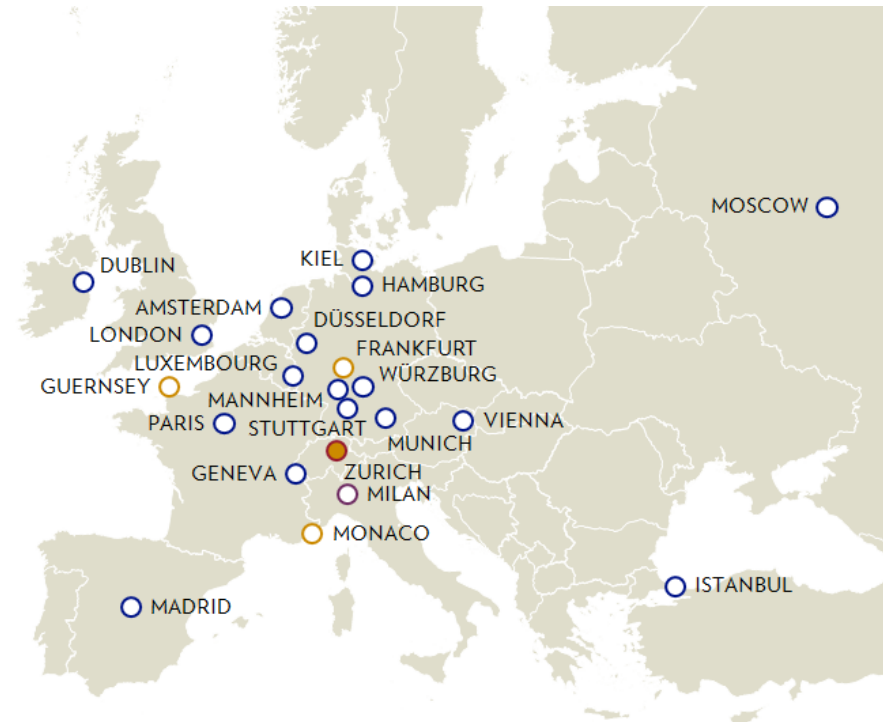 MOSCOW
DUBLIN
KIEL
HAMBURG
AMSTERDAM
DÜSSELDORF
LONDON
FRANKFURT
LUXEMBOURG
WÜRZBURG
GUERNSEY
MANNHEIM
PARIS
STUTTGART
VIENNA
MUNICH
GENEVA
ZURICH
MILAN
MONACO
ISTANBUL
MADRID